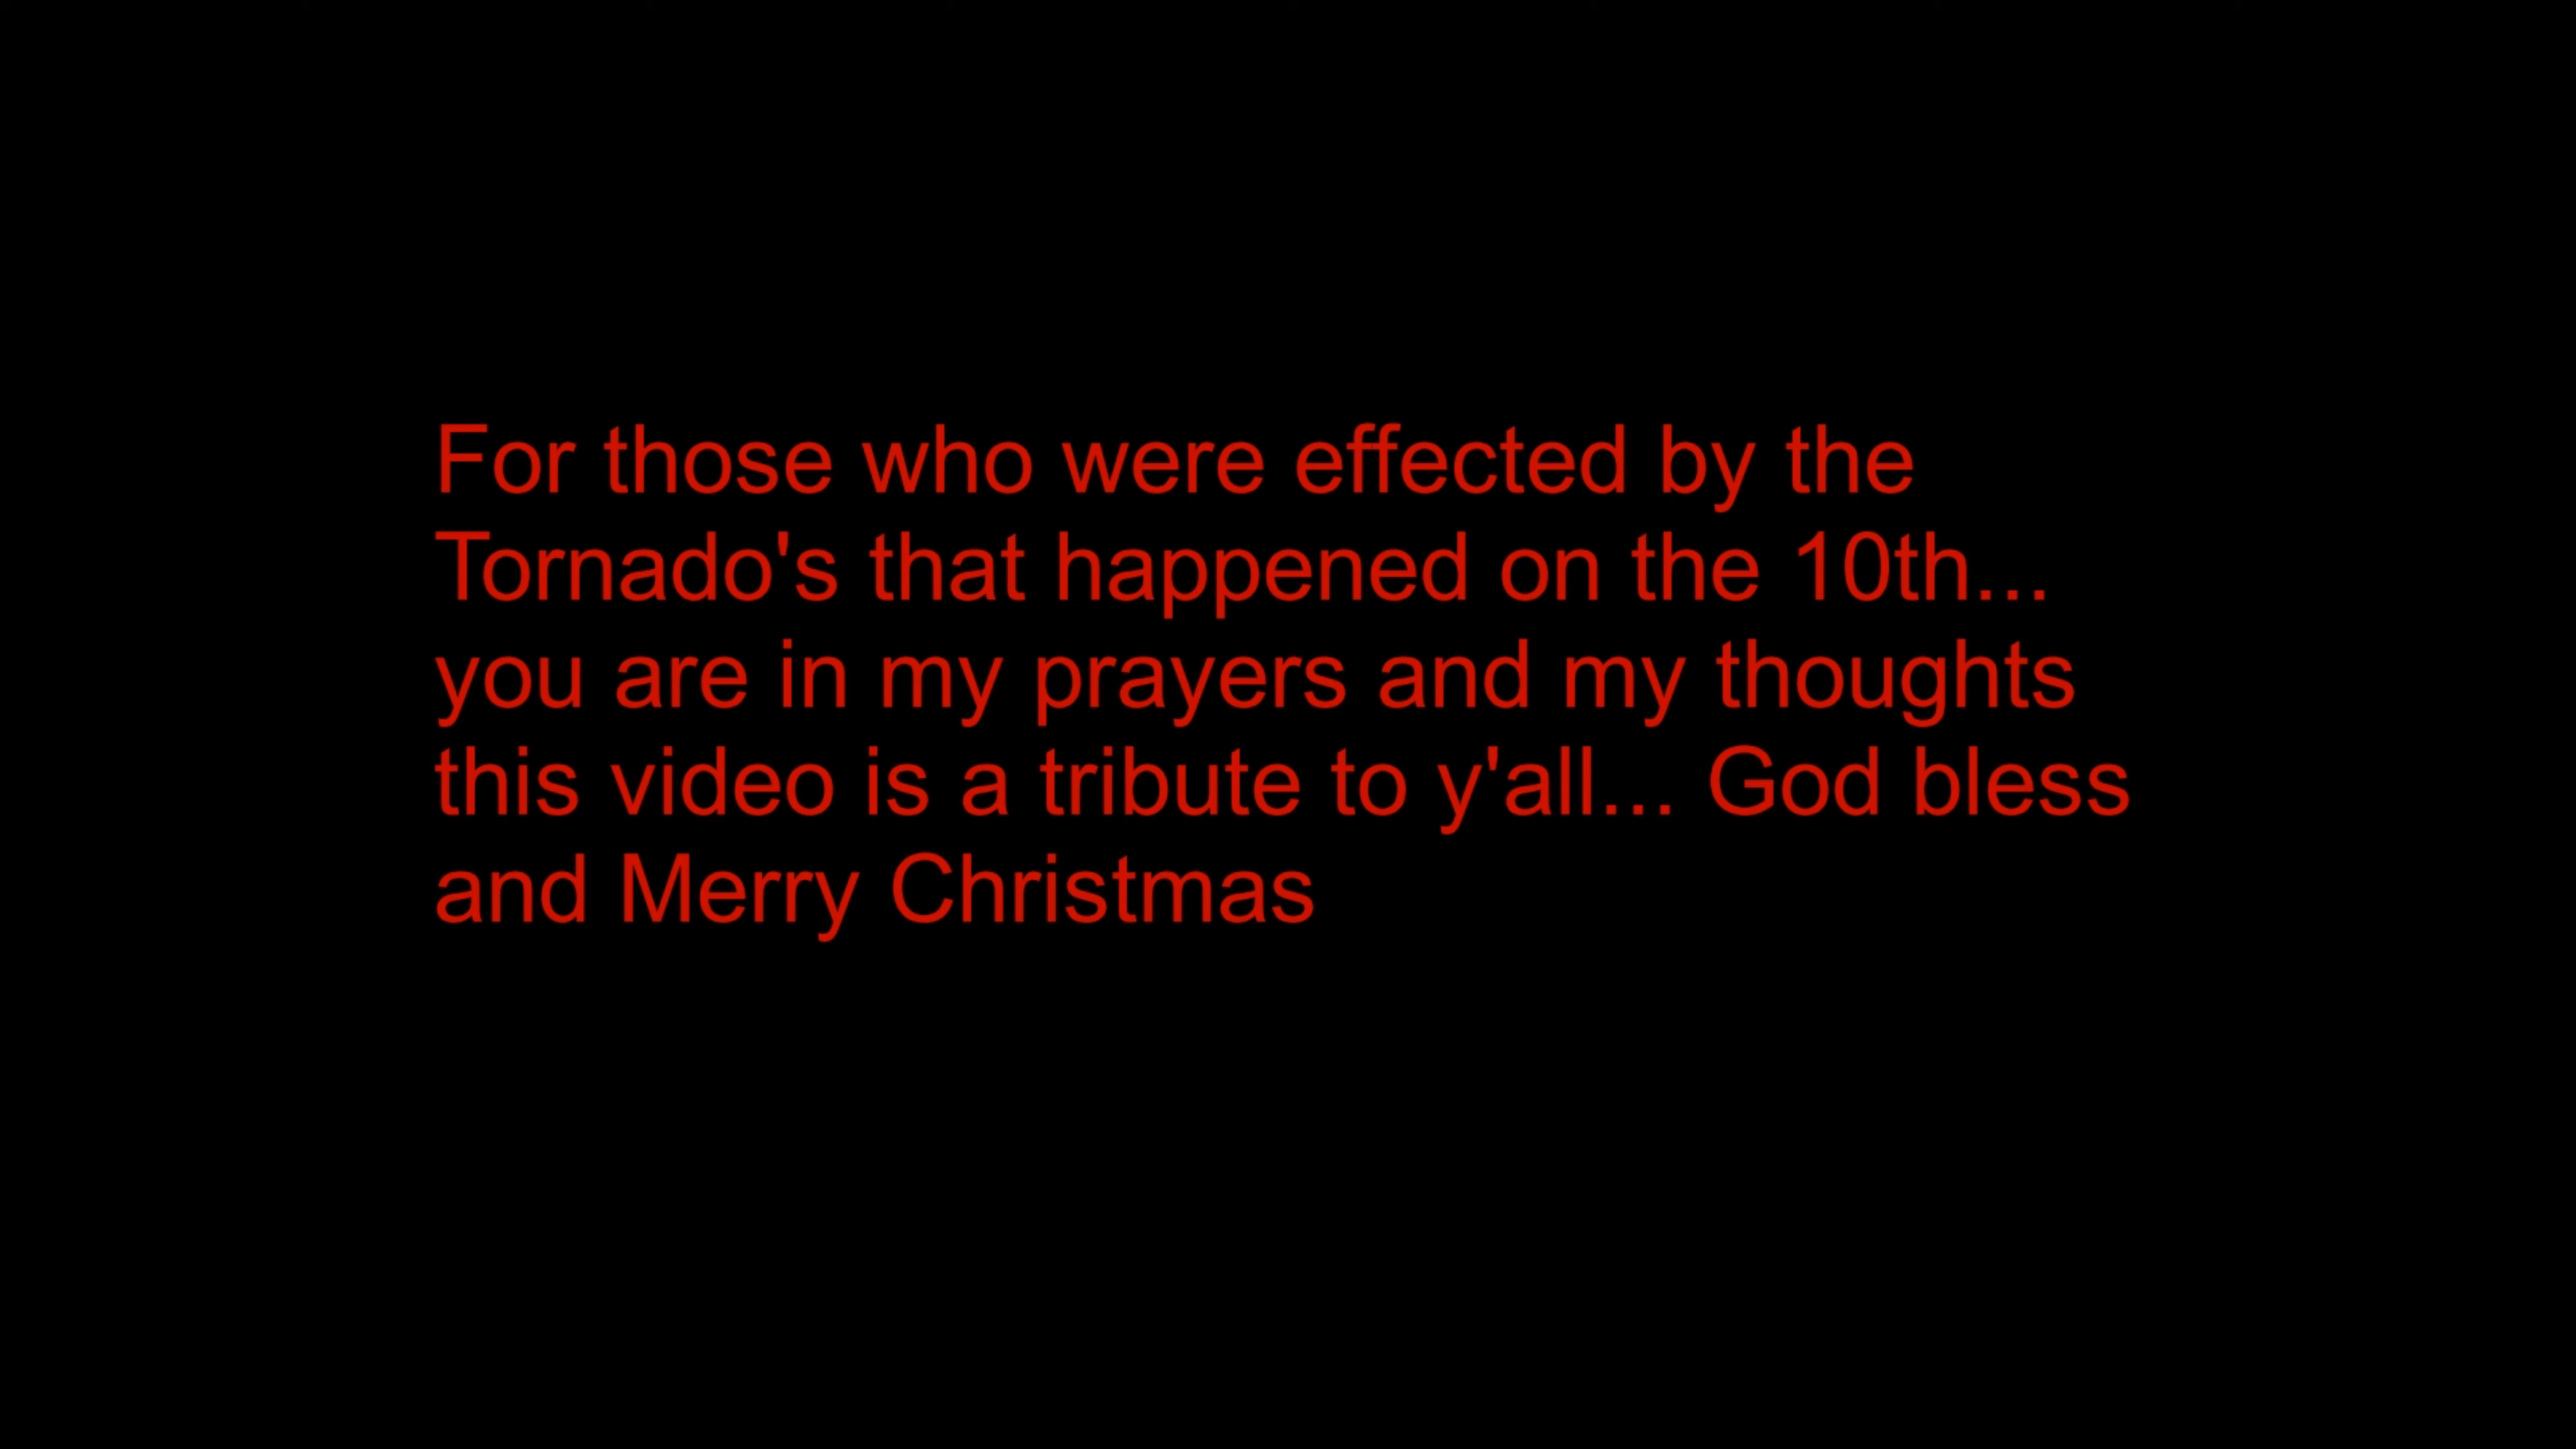 For those who were effected by the
Tornado's that happened on the 10th...
you are in my prayers and my thoughts
this video is a tribute to y'all... God bless
and Merry Christmas